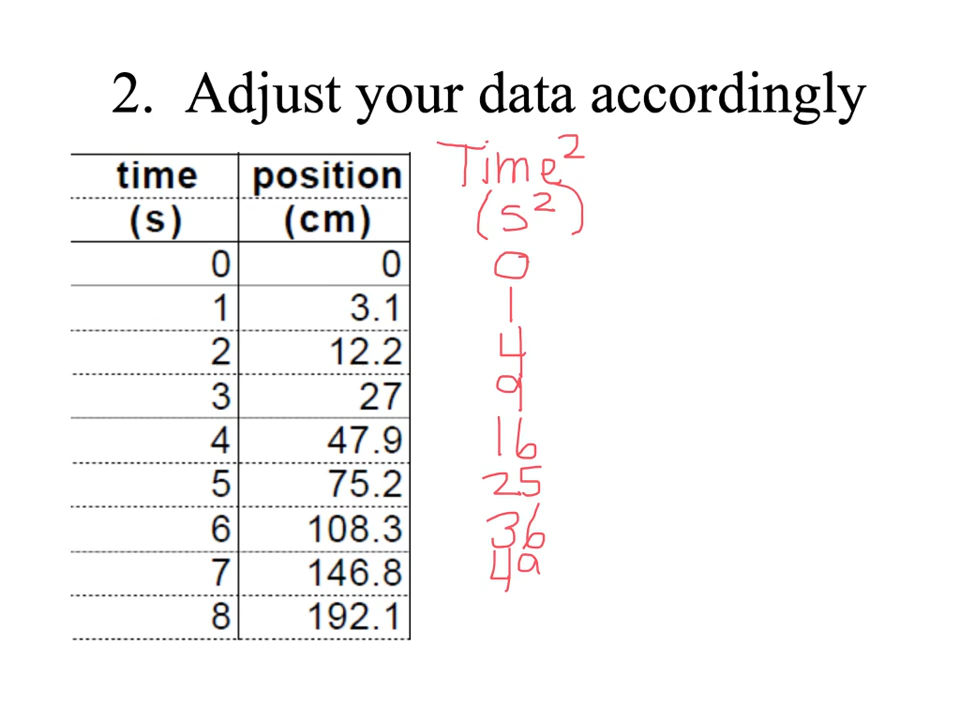 2. Adjust your data accordingly
time position Time²
(s) (cm) (s²)
0 0 0
1 3.1 1
2 12.2 4
3 27 9
4 47.9 16
5 75.2 25
6 108.3 36
7 146.8 49
8 192.1